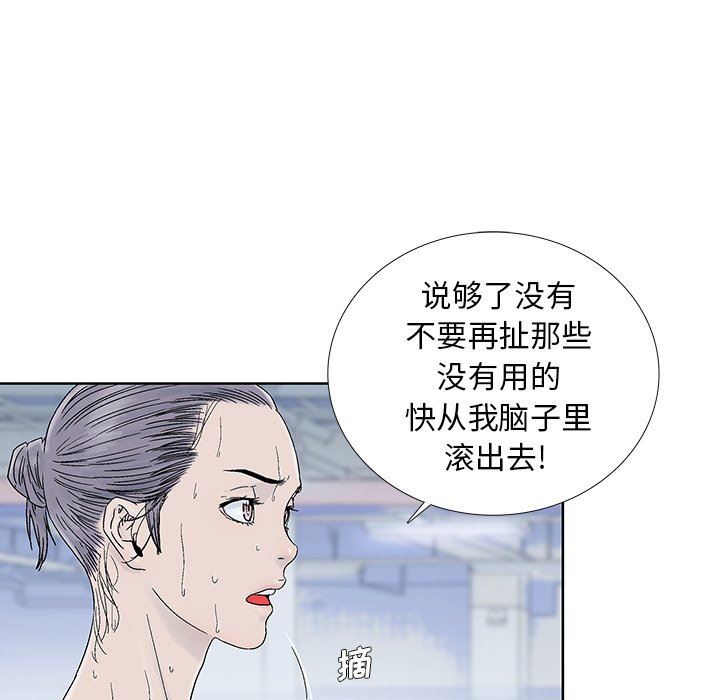 说够了没有
不要再扯那些
没有用的
快从我脑子里
滚出去!
摘